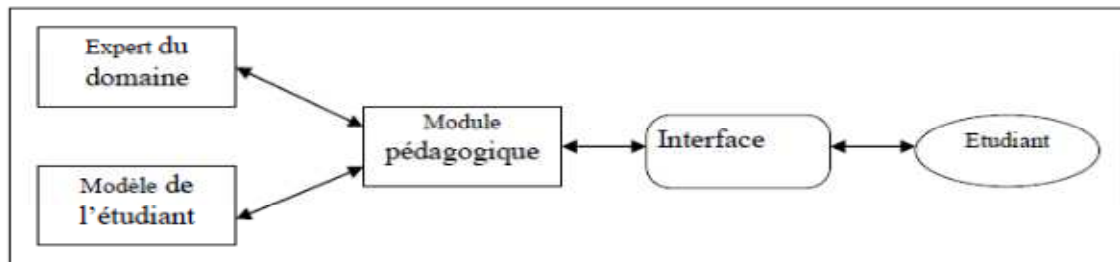 Expert du
domaine
Module
pédagogique
Interface
Etudiant
Modèle de
l'étudiant